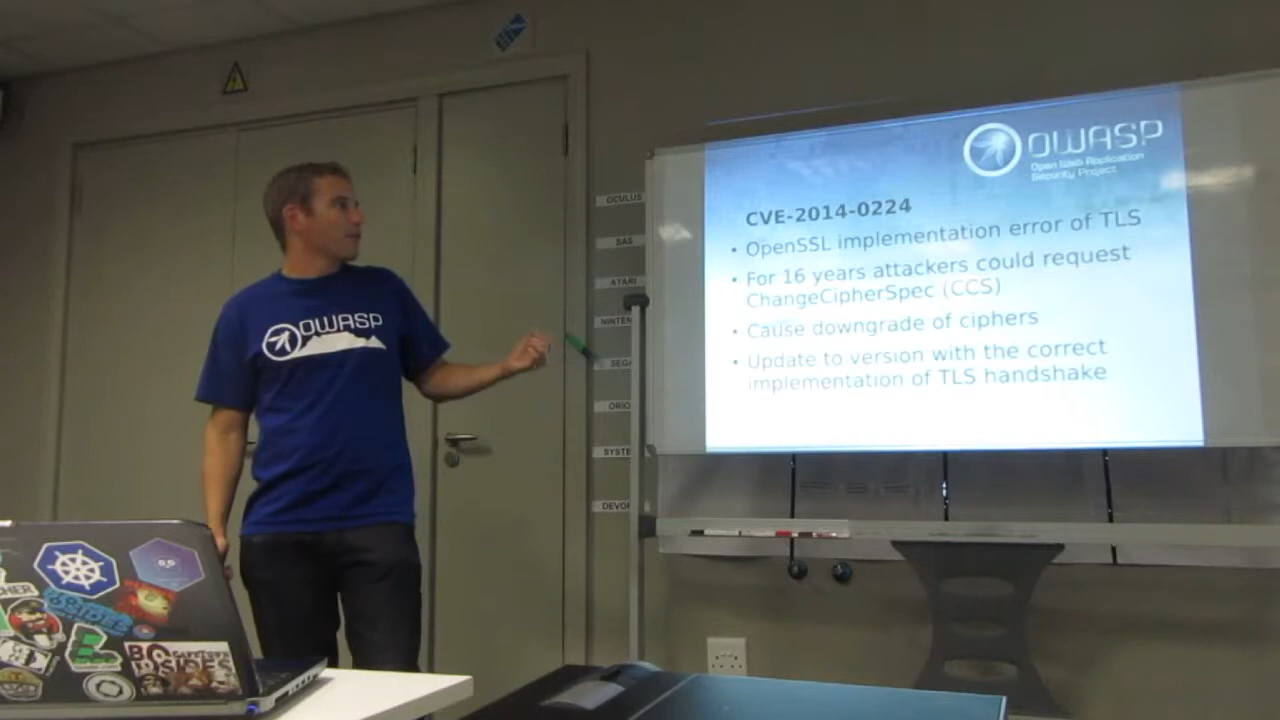 OWASP
Open Web Application
Security Project
CVE-2014-0224
• OpenSSL implementation error of TLS
• For 16 years attackers could request
ChangeCipherSpec (CCS)
• Cause downgrade of ciphers
• Update to version with the correct
implementation of TLS handshake
OCULUS
SAS
ATARI
NINTEN
SEGA
ORIO
SYSTE
DEVOP
OWASP
BSIDES